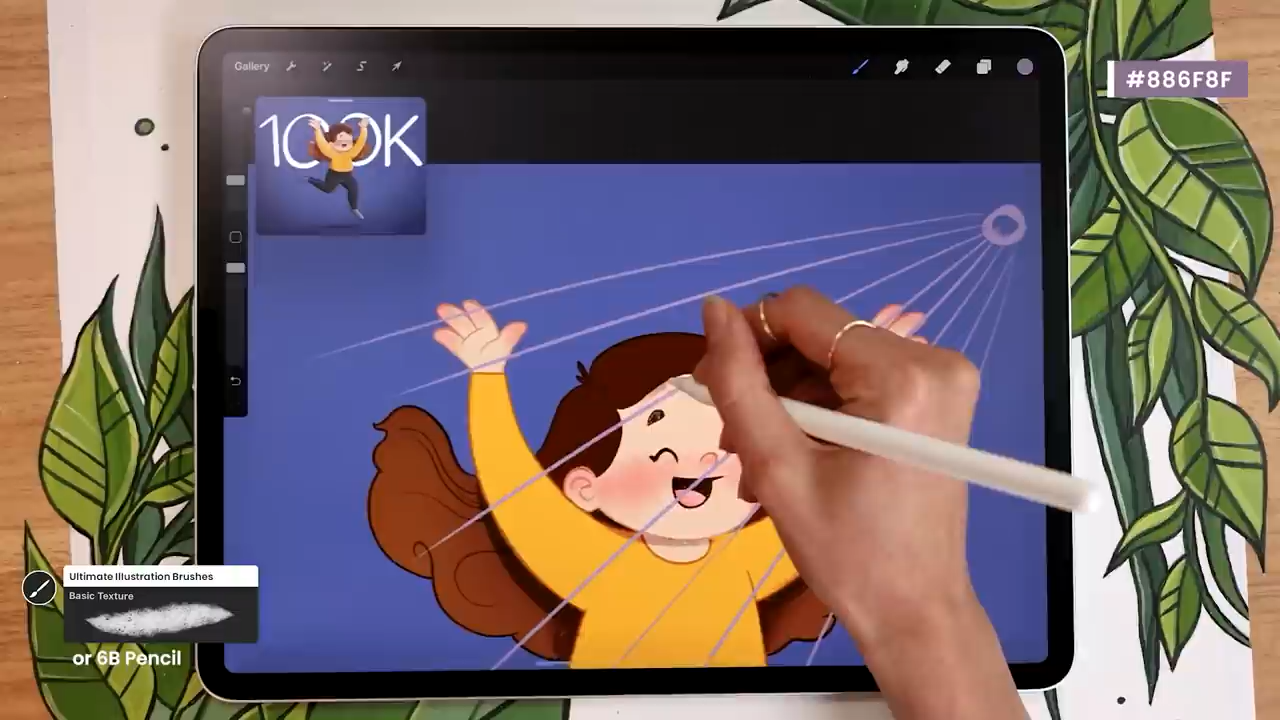 Gallery
#886F8F
100K
Ultimate Illustration Brushes
Basic Texture
or 6B Pencil